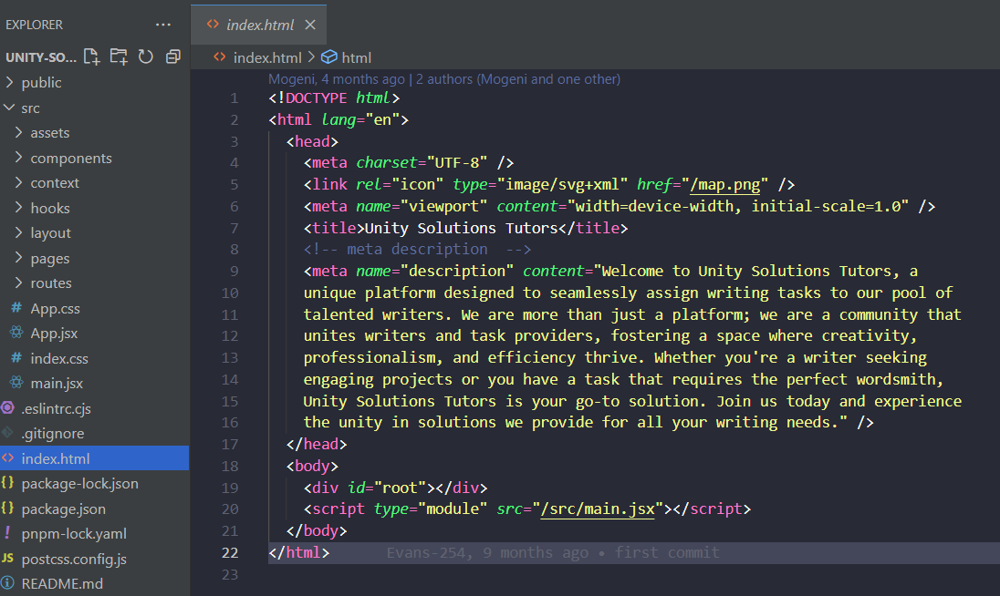 EXPLORER
UNITY-SO...
public
src
assets
components
context
hooks
layout
pages
routes
# App.css
App.jsx
# index.css
main.jsx
.eslintrc.cjs
.gitignore
<> index.html
{} package-lock.json
{} package.json
! pnpm-lock.yaml
JS postcss.config.js
README.md
<> index.html ×
<> index.html > html
Mogeni, 4 months ago | 2 authors (Mogeni and one other)
1 <!DOCTYPE html>
2 <html lang="en">
3 <head>
4 <meta charset="UTF-8" />
5 <link rel="icon" type="image/svg+xml" href="/map.png" />
6 <meta name="viewport" content="width=device-width, initial-scale=1.0" />
7 <title>Unity Solutions Tutors</title>
8 <!-- meta description  -->
9 <meta name="description" content="Welcome to Unity Solutions Tutors, a
10 unique platform designed to seamlessly assign writing tasks to our pool of
11 talented writers. We are more than just a platform; we are a community that
12 unites writers and task providers, fostering a space where creativity,
13 professionalism, and efficiency thrive. Whether you're a writer seeking
14 engaging projects or you have a task that requires the perfect wordsmith,
15 Unity Solutions Tutors is your go-to solution. Join us today and experience
16 the unity in solutions we provide for all your writing needs." />
17 </head>
18 <body>
19 <div id="root"></div>
20 <script type="module" src="/src/main.jsx"></script>
21 </body>
22 </html> Evans-254, 9 months ago • first commit
23